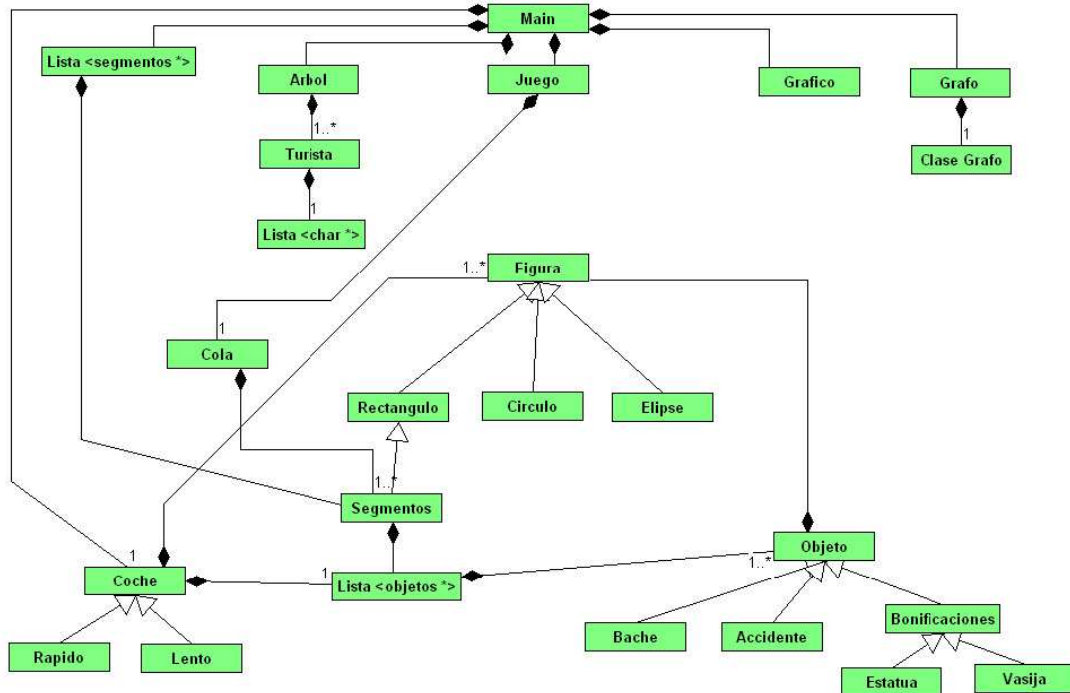 Main
Lista <segmentos *>
Arbol
Juego
Grafico
Grafo
1..*
1
Turista
Clase Grafo
1
Lista <char *>
1..*
Figura
1
Cola
Rectangulo
Circulo
Elipse
1..*
Segmentos
Objeto
1
1
1..*
Coche
Lista <objetos *>
Bonificaciones
Bache
Accidente
Rapido
Lento
Estatua
Vasija